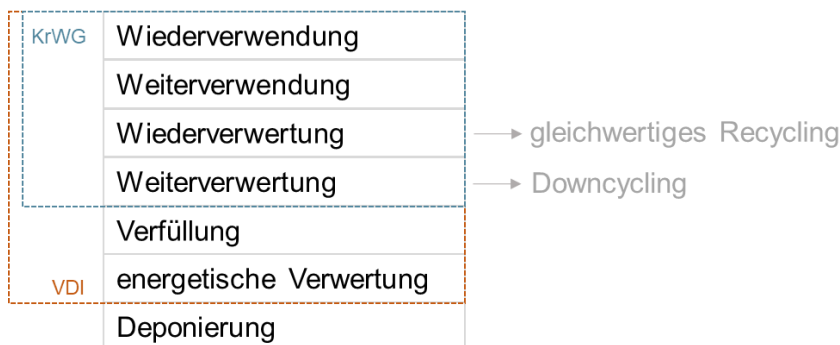 KrWG
Wiederverwendung
Weiterverwendung
Wiederverwertung
gleichwertiges Recycling
Weiterverwertung
Downcycling
Verfüllung
VDI
energetische Verwertung
Deponierung